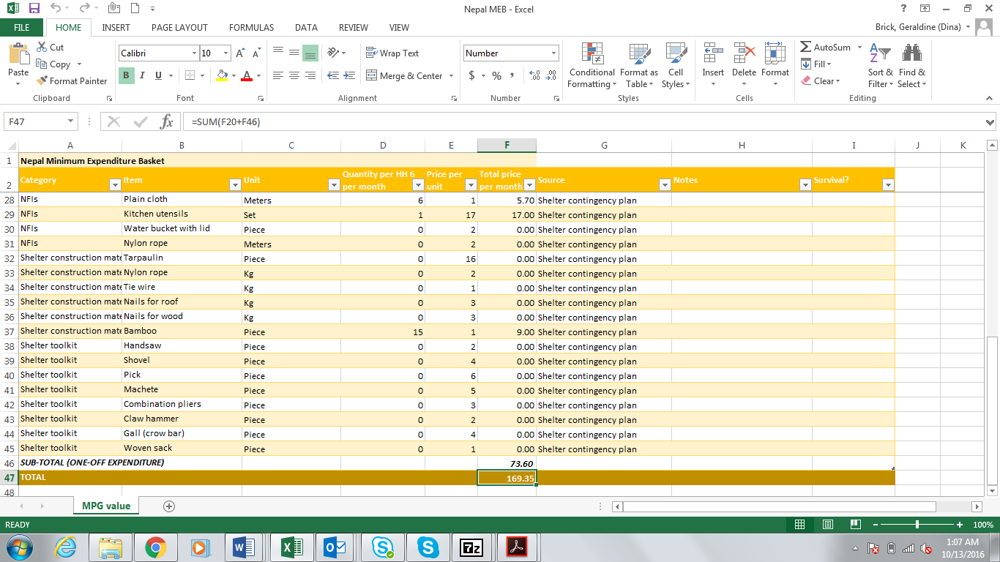 Nepal MEB - Excel
?
FILE HOME INSERT PAGE LAYOUT FORMULAS DATA REVIEW VIEW Brick, Geraldine (Dina)
Paste
Cut
Copy
Format Painter
Clipboard
Calibri 10
B I U
Font
Wrap Text
Merge & Center
Alignment
Number
$ % ,
Number
Conditional Formatting
Format as Table
Cell Styles
Styles
Insert Delete Format
Cells
AutoSum
Fill
Clear
Sort & Filter
Find & Select
Editing
F47 fx =SUM(F20+F46)
A B C D E F G H I J K
1 Nepal Minimum Expenditure Basket
2 Category Item Unit Quantity per HH 6 per month Price per unit Total price per month Source Notes Survival?
28 NFIs Plain cloth Meters 6 1 5.70 Shelter contingency plan
29 NFIs Kitchen utensils Set 1 17 17.00 Shelter contingency plan
30 NFIs Water bucket with lid Piece 0 2 0.00 Shelter contingency plan
31 NFIs Nylon rope Meters 0 2 0.00 Shelter contingency plan
32 Shelter construction mate Tarpaulin Piece 0 16 0.00 Shelter contingency plan
33 Shelter construction mate Nylon rope Kg 0 2 0.00 Shelter contingency plan
34 Shelter construction mate Tie wire Kg 0 1 0.00 Shelter contingency plan
35 Shelter construction mate Nails for roof Kg 0 3 0.00 Shelter contingency plan
36 Shelter construction mate Nails for wood Kg 0 3 0.00 Shelter contingency plan
37 Shelter construction mate Bamboo Piece 15 1 9.00 Shelter contingency plan
38 Shelter toolkit Handsaw Piece 0 2 0.00 Shelter contingency plan
39 Shelter toolkit Shovel Piece 0 4 0.00 Shelter contingency plan
40 Shelter toolkit Pick Piece 0 6 0.00 Shelter contingency plan
41 Shelter toolkit Machete Piece 0 5 0.00 Shelter contingency plan
42 Shelter toolkit Combination pliers Piece 0 3 0.00 Shelter contingency plan
43 Shelter toolkit Claw hammer Piece 0 2 0.00 Shelter contingency plan
44 Shelter toolkit Gall (crow bar) Piece 0 4 0.00 Shelter contingency plan
45 Shelter toolkit Woven sack Piece 0 1 0.00 Shelter contingency plan
46 SUB-TOTAL (ONE-OFF EXPENDITURE) 73.60
47 TOTAL 169.35
48
MPG value
READY 100%
1:07 AM
10/13/2016